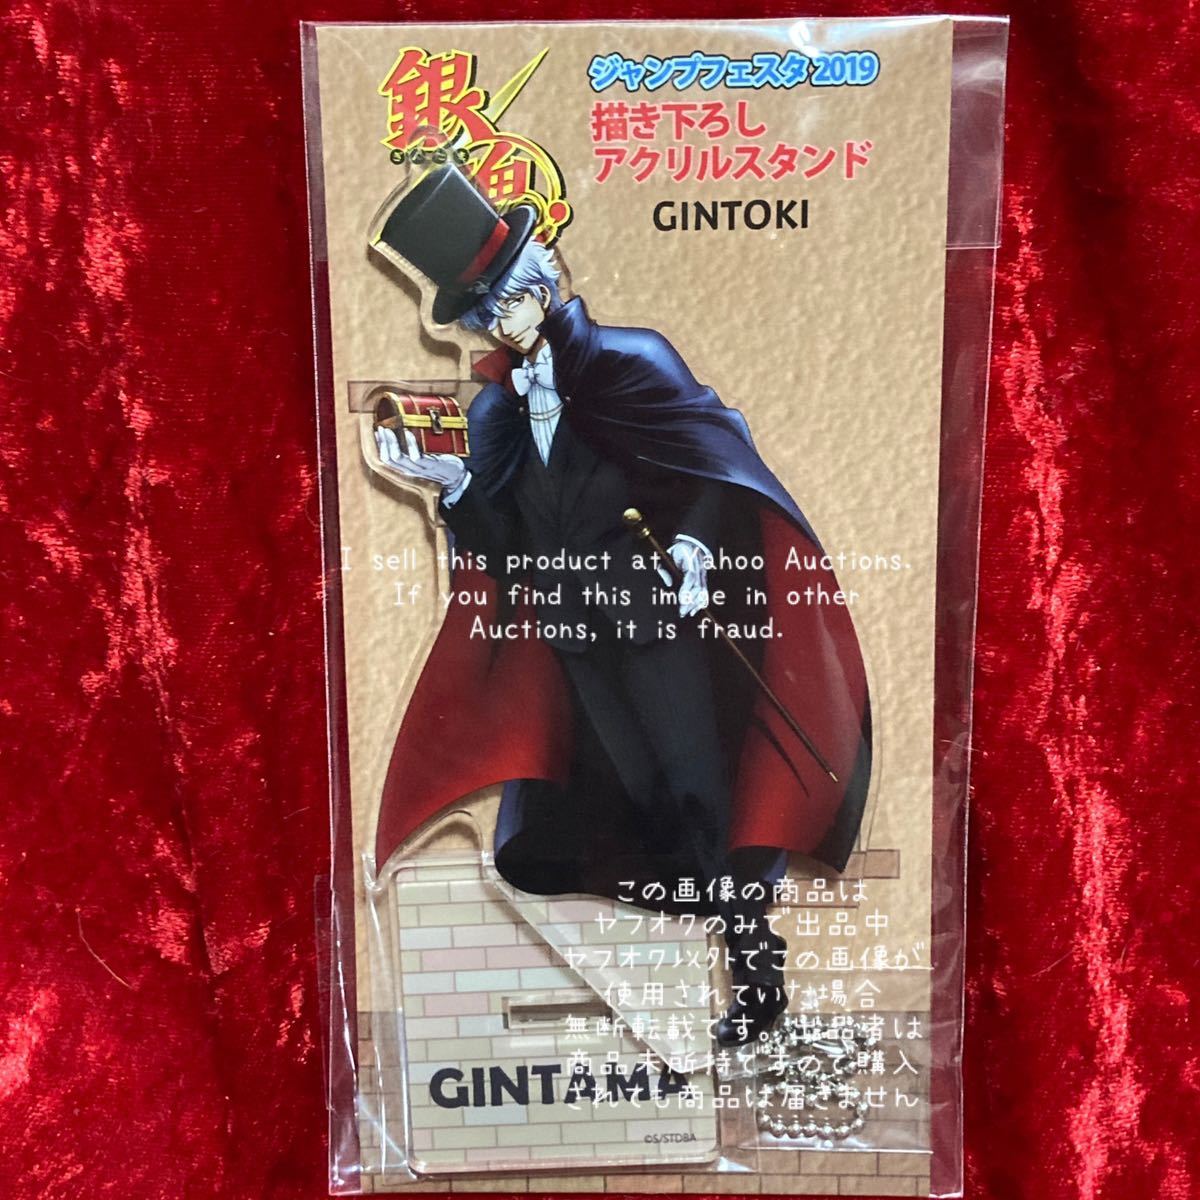 銀魂
ぎんたま
ジャンプフェスタ2019
描き下ろし
アクリルスタンド
GINTOKI
I sell this product at Yahoo Auctions.
If you find this image in other
Auctions, it is fraud.
この画像の商品は
ヤフオクのみで出品中
ヤフオク以外でこの画像が
使用されていた場合
無断転載です。出品者は
商品未所持ですので購入
されても商品は届きません
GINTAMA
©S/STDBA